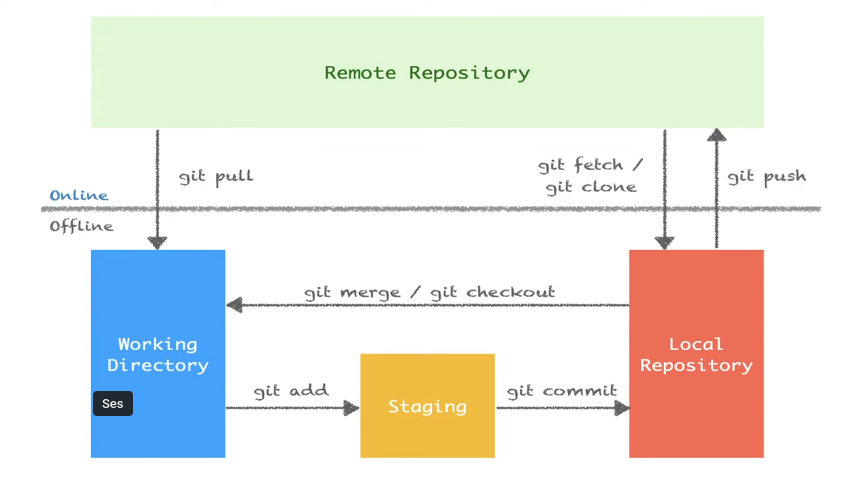 Remote Repository
git pull
git fetch /
git clone
git push
Online
Offline
git merge / git checkout
Working
Directory
Local
Repository
git add
git commit
Ses
Staging